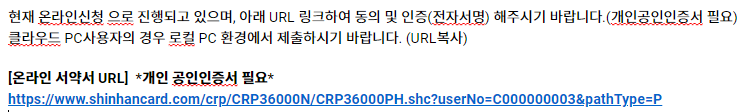 현재 온라인신청 으로 진행되고 있으며, 아래 URL 링크하여 동의 및 인증(전자서명) 해주시기 바랍니다.(개인공인인증서 필요)
클라우드 PC사용자의 경우 로컬 PC 환경에서 제출하시기 바랍니다. (URL복사)
[온라인 서약서 URL] *개인 공인인증서 필요*
https://www.shinhancard.com/crp/CRP36000N/CRP36000PH.shc?userNo=C000000003&pathType=P